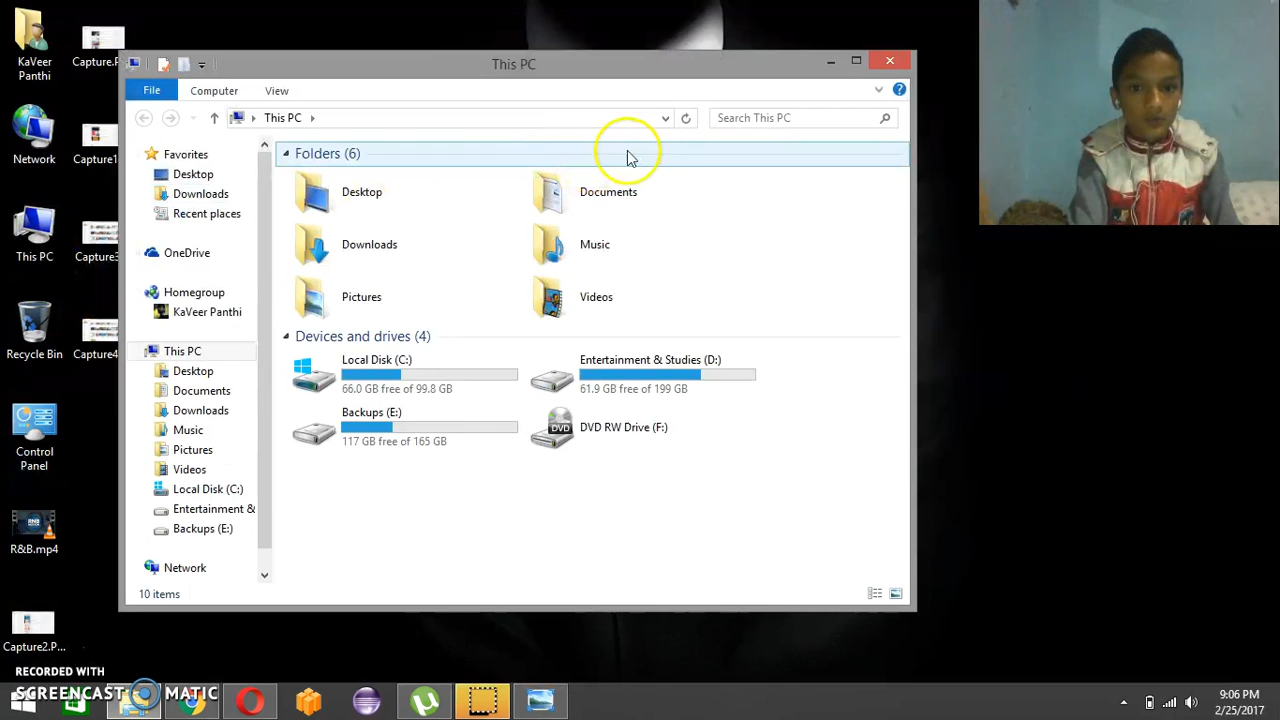 KaVeer
Panthi
Capture.P
Network
Capture1
This PC
Capture3
Recycle Bin
Capture4
Control
Panel
R&B.mp4
Capture2.P...
This PC
File
Computer
View
This PC
Search This PC
Favorites
Desktop
Downloads
Recent places
OneDrive
Homegroup
KaVeer Panthi
This PC
Desktop
Documents
Downloads
Music
Pictures
Videos
Local Disk (C:)
Entertainment &
Backups (E:)
Network
Folders (6)
Desktop
Documents
Downloads
Music
Pictures
Videos
Devices and drives (4)
Local Disk (C:)
66.0 GB free of 99.8 GB
Entertainment & Studies (D:)
61.9 GB free of 199 GB
Backups (E:)
117 GB free of 165 GB
DVD
DVD RW Drive (F:)
10 items
RECORDED WITH
SCREENCAST MATIC
9:06 PM
2/25/2017